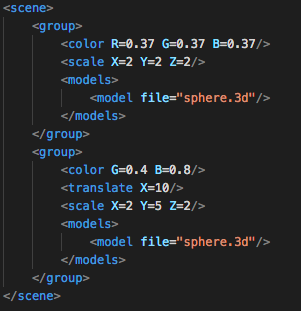 <scene>
    <group>
        <color R=0.37 G=0.37 B=0.37/>
        <scale X=2 Y=2 Z=2/>
        <models>
            <model file="sphere.3d"/>
        </models>
    </group>
    <group>
        <color G=0.4 B=0.8/>
        <translate X=10/>
        <scale X=2 Y=5 Z=2/>
        <models>
            <model file="sphere.3d"/>
        </models>
    </group>
</scene>